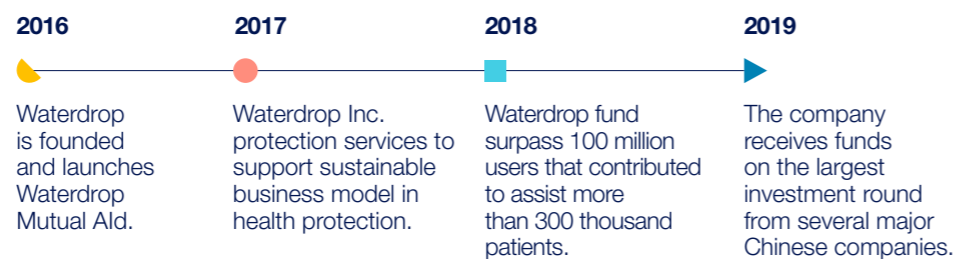 2016
Waterdrop
is founded
and launches
Waterdrop
Mutual Ald.
2017
Waterdrop Inc.
protection services to
support sustainable
business model in
health protection.
2018
Waterdrop fund
surpass 100 million
users that contributed
to assist more
than 300 thousand
patients.
2019
The company
receives funds
on the largest
investment round
from several major
Chinese companies.